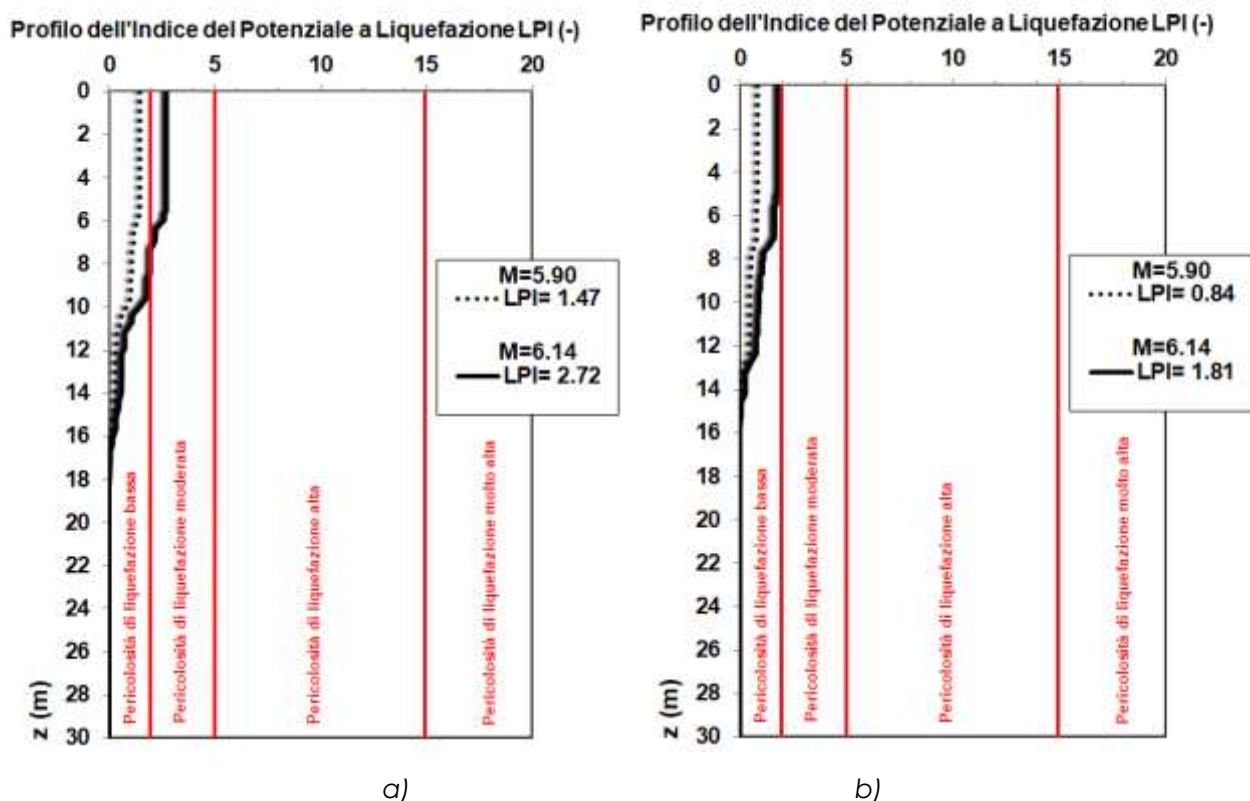 Profilo dell'Indice del Potenziale a Liquefazione LPI (-)
0 5 10 15 20
0
2
4
6
8
10
12
14
16
18
20
22
24
26
28
30
z (m)
M=5.90
LPI= 1.47
M=6.14
LPI= 2.72
Pericolosità di liquefazione bassa
Pericolosità di liquefazione moderata
Pericolosità di liquefazione alta
Pericolosità di liquefazione molto alta
a)
Profilo dell'Indice del Potenziale a Liquefazione LPI (-)
0 5 10 15 20
0
2
4
6
8
10
12
14
16
18
20
22
24
26
28
30
z (m)
M=5.90
LPI= 0.84
M=6.14
LPI= 1.81
Pericolosità di liquefazione bassa
Pericolosità di liquefazione moderata
Pericolosità di liquefazione alta
Pericolosità di liquefazione molto alta
b)